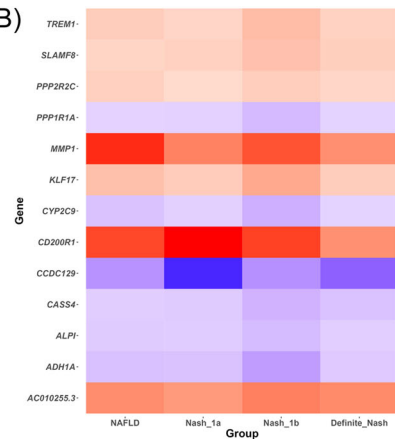 B)
TREM1
SLAMF8
PPP2R2C
PPP1R1A
MMP1
KLF17
CYP2C9
CD200R1
CCDC129
CASS4
ALPI
ADH1A
AC010255.3
Gene
NAFLD Nash_1a Nash_1b Definite_Nash
Group